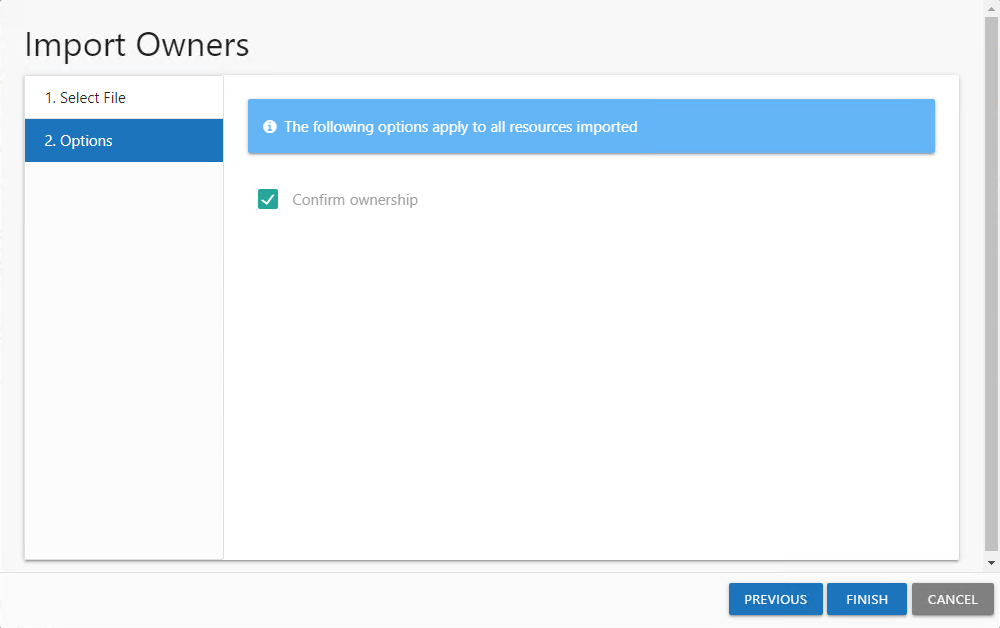 Import Owners
1. Select File
2. Options
The following options apply to all resources imported
Confirm ownership
PREVIOUS
FINISH
CANCEL